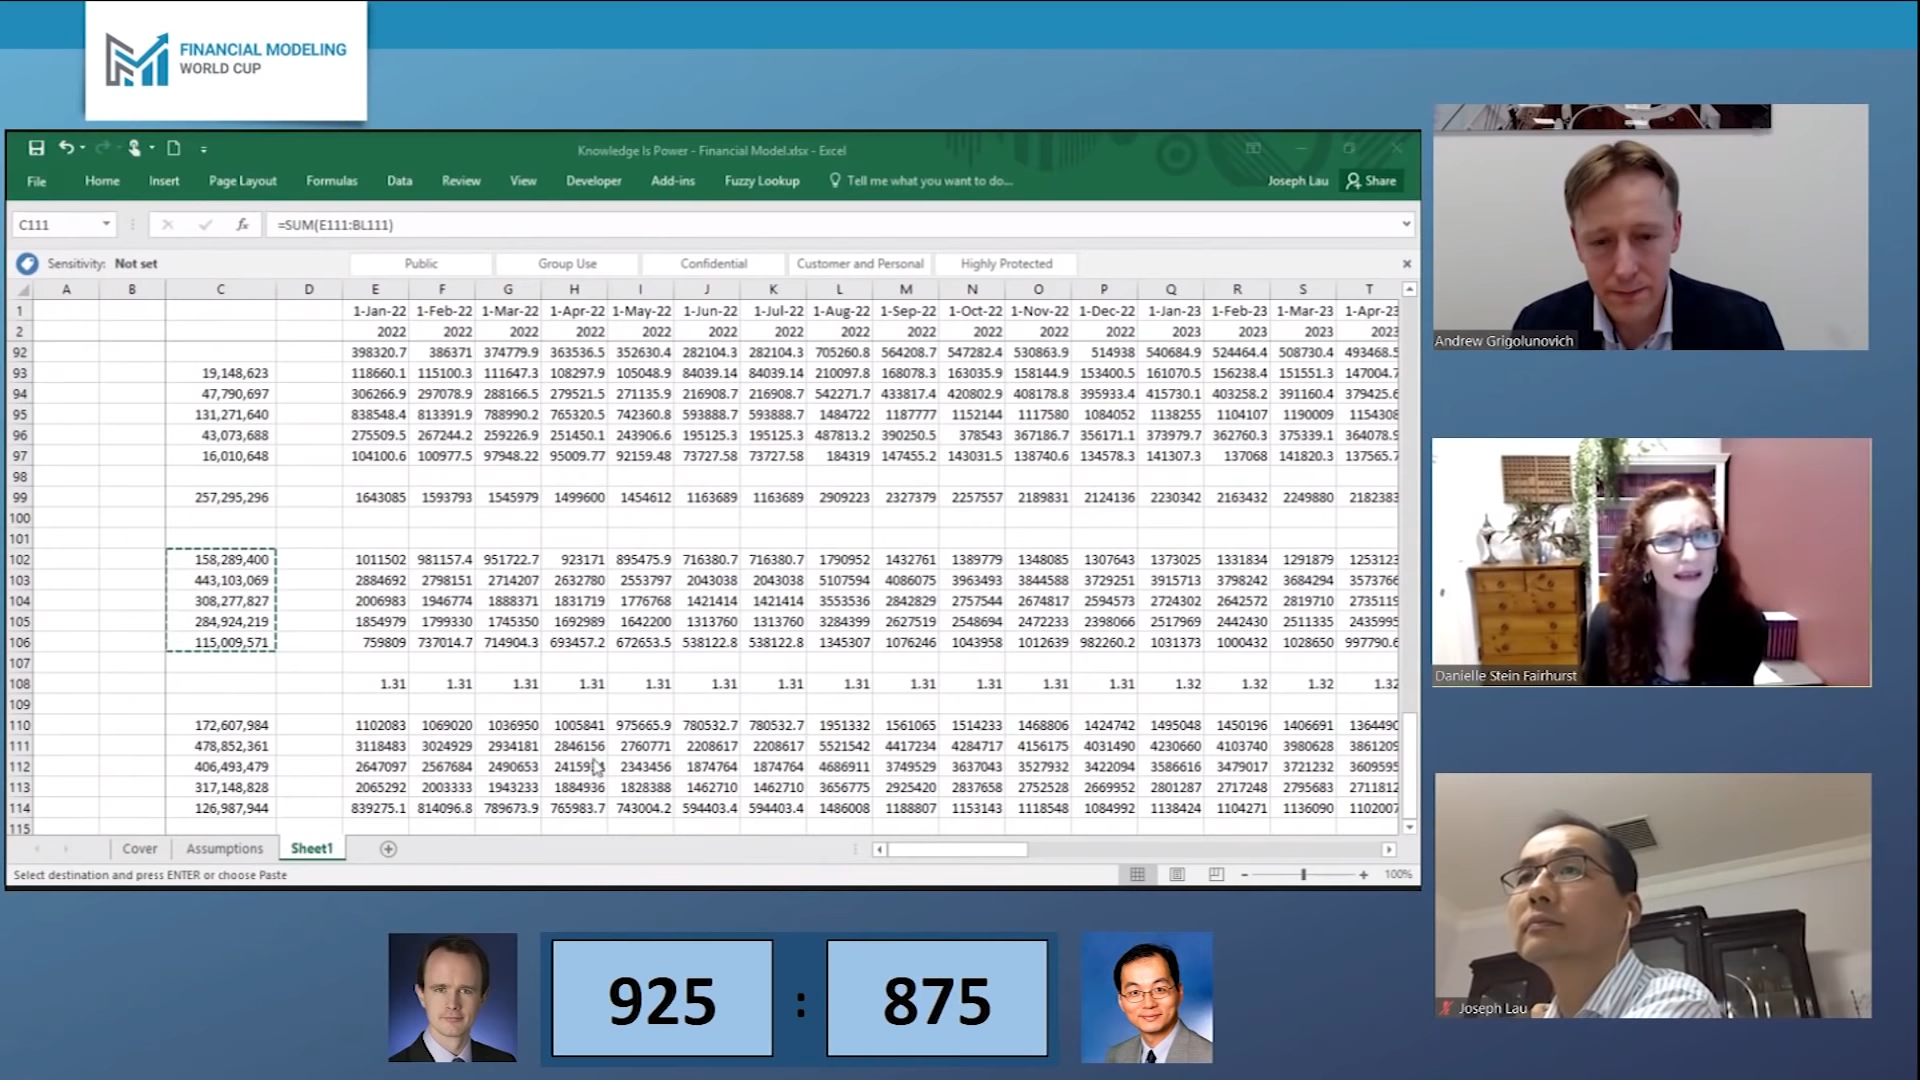 FINANCIAL MODELING
WORLD CUP
Knowledge Is Power - Financial Model.xlsx - Excel
File Home Insert Page Layout Formulas Data Review View Developer Add-ins Fuzzy Lookup Tell me what you want to do... Joseph Lau Share
C111 fx =SUM(E111:BL111)
Sensitivity: Not set Public Group Use Confidential Customer and Personal Highly Protected
A B C D E F G H I J K L M N O P Q R S T
1 1-Jan-22 1-Feb-22 1-Mar-22 1-Apr-22 1-May-22 1-Jun-22 1-Jul-22 1-Aug-22 1-Sep-22 1-Oct-22 1-Nov-22 1-Dec-22 1-Jan-23 1-Feb-23 1-Mar-23 1-Apr-23
2 2022 2022 2022 2022 2022 2022 2022 2022 2022 2022 2022 2022 2023 2023 2023 2023
92 398320.7 386371 374779.9 363536.5 352630.4 282104.3 282104.3 705260.8 564208.7 547282.4 530863.9 514938 540684.9 524464.4 508730.4 493468.5
93 19,148,623 118660.1 115100.3 111647.3 108297.9 105048.9 84039.14 84039.14 210097.8 168078.3 163035.9 158144.9 153400.5 161070.5 156238.4 151551.3 147004.7
94 47,790,697 306266.9 297078.9 288166.5 279521.5 271135.9 216908.7 216908.7 542271.7 433817.4 420802.9 408178.8 395933.4 415730.1 403258.2 391160.4 379425.6
95 131,271,640 838548.4 813391.9 788990.2 765320.5 742360.8 593888.7 593888.7 1484722 1187777 1152144 1117580 1084052 1138255 1104107 1190009 1154308
96 43,073,688 275509.5 267244.2 259226.9 251450.1 243906.6 195125.3 195125.3 487813.2 390250.5 378543 367186.7 356171.1 373979.7 362760.3 375339.1 364078.9
97 16,010,648 104100.6 100977.5 97948.22 95009.77 92159.48 73727.58 73727.58 184319 147455.2 143031.5 138740.6 134578.3 141307.3 137068 141820.3 137565.7
98
99 257,295,296 1643085 1593793 1545979 1499600 1454612 1163689 1163689 2909223 2327379 2257557 2189831 2124136 2230342 2163432 2249880 2182383
100
101
102 158,289,400 1011502 981157.4 951722.7 923171 895475.9 716380.7 716380.7 1790952 1432761 1389779 1348085 1307643 1373025 1331834 1291879 1253123
103 443,103,069 2884692 2798151 2714207 2632780 2553797 2043038 2043038 5107594 4086075 3963493 3844588 3729251 3915713 3798242 3684294 3573766
104 308,277,827 2006983 1946774 1888371 1831719 1776768 1421414 1421414 3553536 2842829 2757544 2674817 2594573 2724302 2642572 2819710 2735119
105 284,924,219 1854979 1799330 1745350 1692989 1642200 1313760 1313760 3284399 2627519 2548694 2472233 2398066 2517969 2442430 2511335 2435995
106 115,009,571 759809 737014.7 714904.3 693457.2 672653.5 538122.8 538122.8 1345307 1076246 1043958 1012639 982260.2 1031373 1000432 1028650 997790.6
107
108 1.31 1.31 1.31 1.31 1.31 1.31 1.31 1.31 1.31 1.31 1.31 1.31 1.32 1.32 1.32 1.32
109
110 172,607,984 1102083 1069020 1036950 1005841 975665.9 780532.7 780532.7 1951332 1561065 1514233 1468806 1424742 1495048 1450196 1406691 1364490
111 478,852,361 3118483 3024929 2934181 2846156 2760771 2208617 2208617 5521542 4417234 4284717 4156175 4031490 4230660 4103740 3980628 3861209
112 406,493,479 2647097 2567684 2490653 2343456 1874764 1874764 4686911 3749529 3637043 3527932 3422094 3586616 3479017 3721232 3609595
113 317,148,828 2065292 2003333 1943233 1884936 1828388 1462710 1462710 3656775 2925420 2837658 2752528 2669952 2801287 2717248 2795683 2711812
114 126,987,944 839275.1 814096.8 789673.9 765983.7 743004.2 594403.4 594403.4 1486008 1188807 1153143 1118548 1084992 1138424 1104271 1136090 1102007
115
Cover Assumptions Sheet1
Select destination and press ENTER or choose Paste 100%
Andrew Grigolunovich
Danielle Stein Fairhurst
Joseph Lau
925 : 875